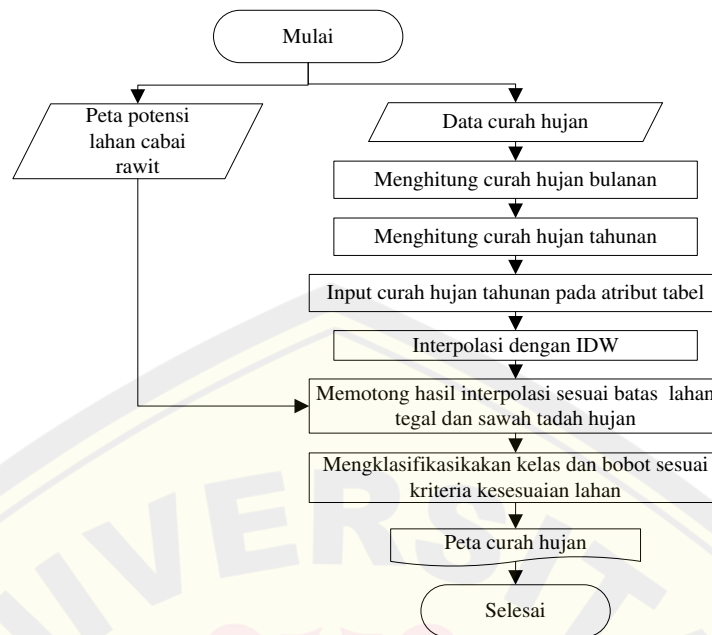 Mulai
Peta potensi
lahan cabai
rawit
Data curah hujan
Menghitung curah hujan bulanan
Menghitung curah hujan tahunan
Input curah hujan tahunan pada atribut tabel
Interpolasi dengan IDW
Memotong hasil interpolasi sesuai batas lahan
tegal dan sawah tadah hujan
Mengklasifikasikakan kelas dan bobot sesuai
kriteria kesesuaian lahan
Peta curah hujan
Selesai
UNIVERSITA